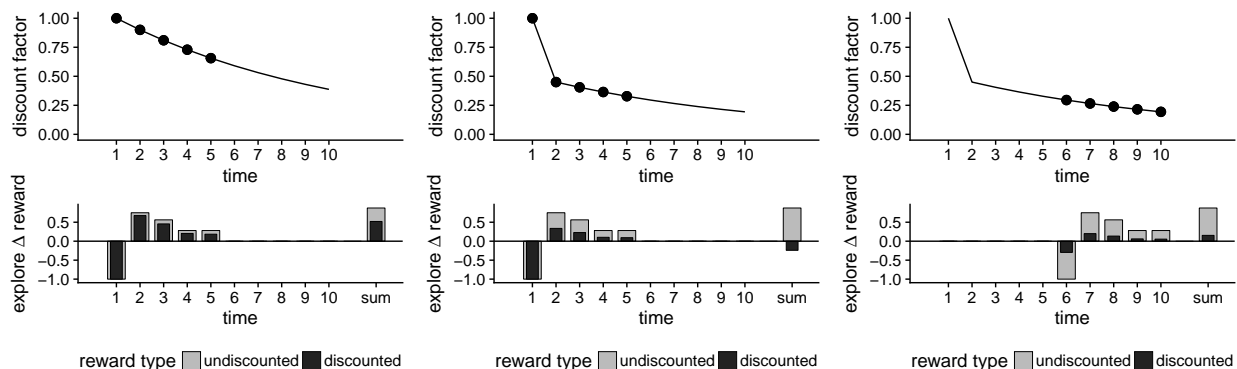 discount factor
1.00
0.75
0.50
0.25
0.00
1 2 3 4 5 6 7 8 9 10
time
explore Δ reward
0.5
0.0
−0.5
−1.0
1 2 3 4 5 6 7 8 9 10 sum
time
reward type undiscounted discounted
discount factor
1.00
0.75
0.50
0.25
0.00
1 2 3 4 5 6 7 8 9 10
time
explore Δ reward
0.5
0.0
−0.5
−1.0
1 2 3 4 5 6 7 8 9 10 sum
time
reward type undiscounted discounted
discount factor
1.00
0.75
0.50
0.25
0.00
1 2 3 4 5 6 7 8 9 10
time
explore Δ reward
0.5
0.0
−0.5
−1.0
1 2 3 4 5 6 7 8 9 10 sum
time
reward type undiscounted discounted